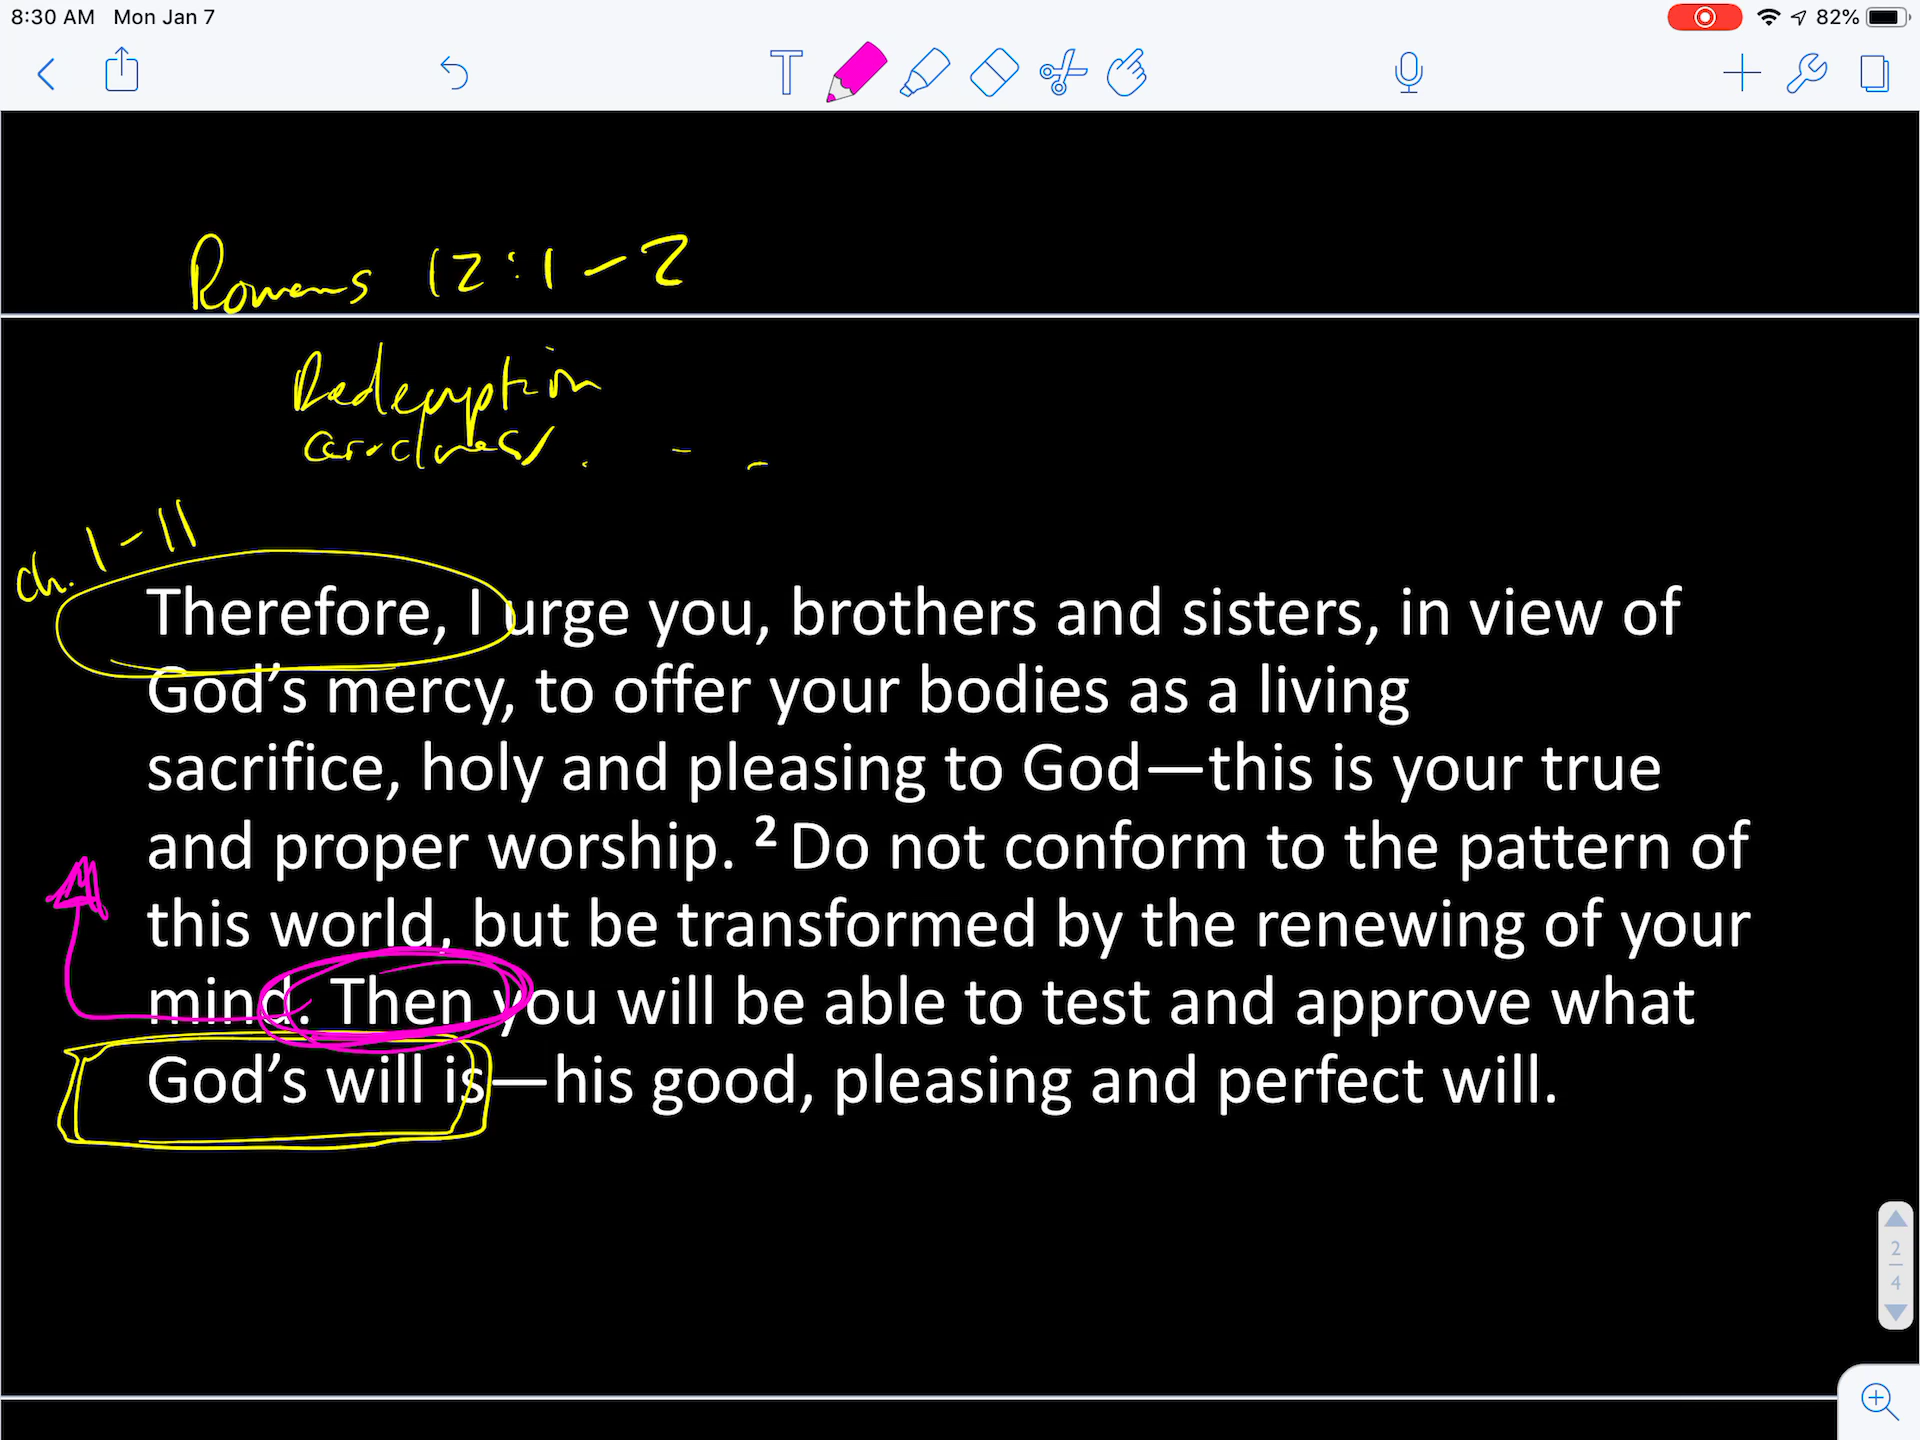 8:30 AM Mon Jan 7
82%
T
Romans 12:1-2
Redemption
ch. 1-11
Therefore, I urge you, brothers and sisters, in view of
God’s mercy, to offer your bodies as a living
sacrifice, holy and pleasing to God—this is your true
and proper worship. ² Do not conform to the pattern of
this world, but be transformed by the renewing of your
mind. Then you will be able to test and approve what
God’s will is—his good, pleasing and perfect will.
2
4